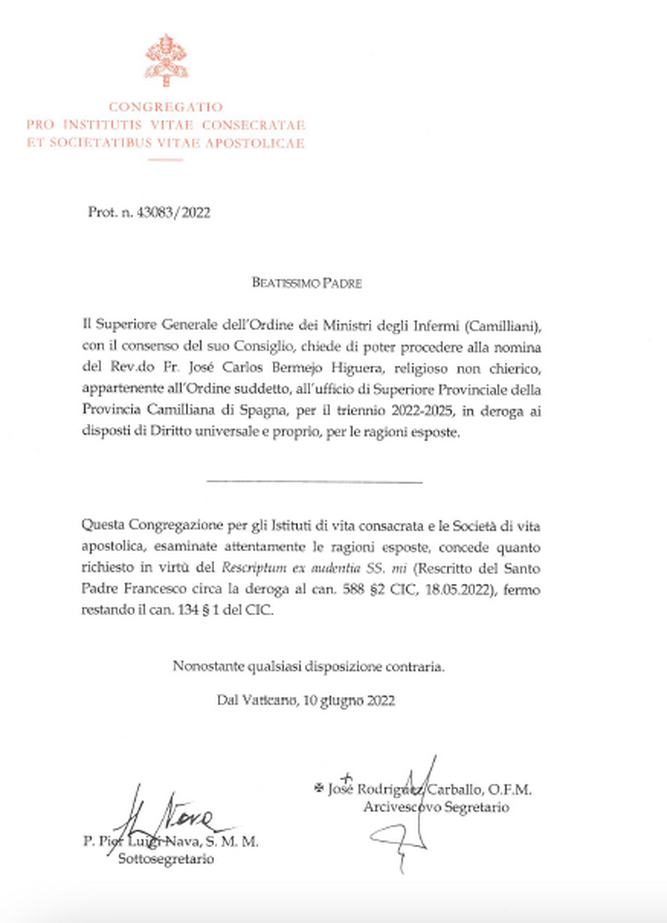 CONGREGATIO
PRO INSTITUTIS VITAE CONSECRATAE
ET SOCIETATIBUS VITAE APOSTOLICAE
Prot. n. 43083/2022
BEATISSIMO PADRE
Il Superiore Generale dell'Ordine dei Ministri degli Infermi (Camilliani),
con il consenso del suo Consiglio, chiede di poter procedere alla nomina
del Rev.do Fr. José Carlos Bermejo Higuera, religioso non chierico,
appartenente all'Ordine suddetto, all'ufficio di Superiore Provinciale della
Provincia Camilliana di Spagna, per il triennio 2022-2025, in deroga ai
disposti di Diritto universale e proprio, per le ragioni esposte.
Questa Congregazione per gli Istituti di vita consacrata e le Società di vita
apostolica, esaminate attentamente le ragioni esposte, concede quanto
richiesto in virtù del Rescriptum ex audentia SS. mi (Rescritto del Santo
Padre Francesco circa la deroga al can. 588 §2 CIC, 18.05.2022), fermo
restando il can. 134 § 1 del CIC.
Nonostante qualsiasi disposizione contraria.
Dal Vaticano, 10 giugno 2022
✠ José Rodríguez Carballo, O.F.M.
Arcivescovo Segretario
Nava
P. Pier Luigi Nava, S. M. M.
Sottosegretario